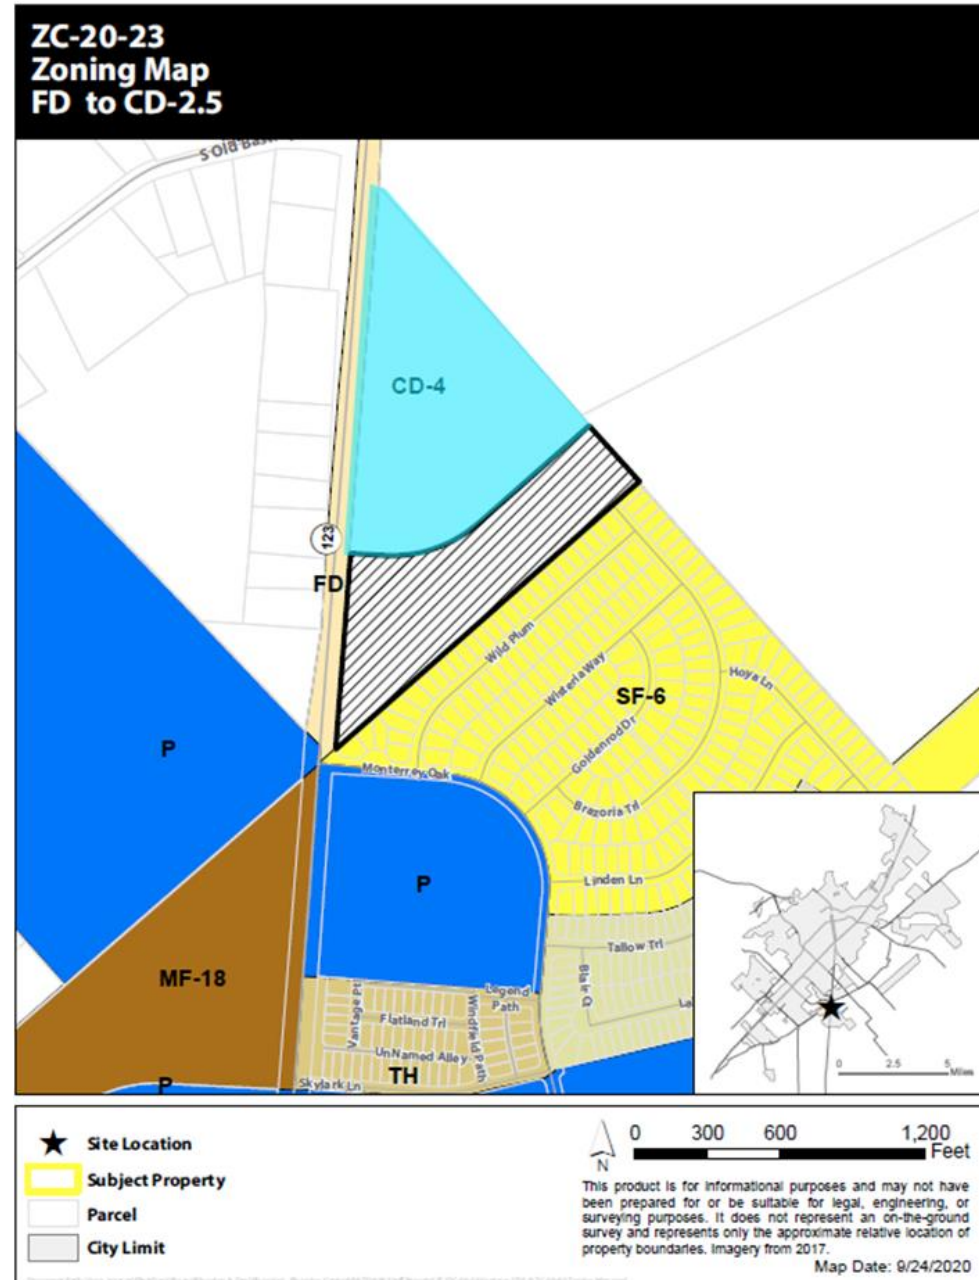 ZC-20-23
Zoning Map
FD to CD-2.5
S Old
CD-4
123
FD
Wild Plum
Wisteria Way
Hoya Ln
SF-6
Goldenrod Dr
P
Monterrey Oak
Brazoria Trl
P
Linden Ln
Tallow Trl
MF-18
Blair Ct
Legend
Path
Vantage Pt
Windfield Path
Flatland Trl
La
UnNamed Alley
TH
P
Skylark Ln
0 2.5 5
Miles
Site Location
Subject Property
Parcel
City Limit
N
0 300 600 1,200
Feet
This product is for informational purposes and may not have
been prepared for or be suitable for legal, engineering, or
surveying purposes. It does not represent an on-the-ground
survey and represents only the approximate relative location of
property boundaries. Imagery from 2017.
Map Date: 9/24/2020